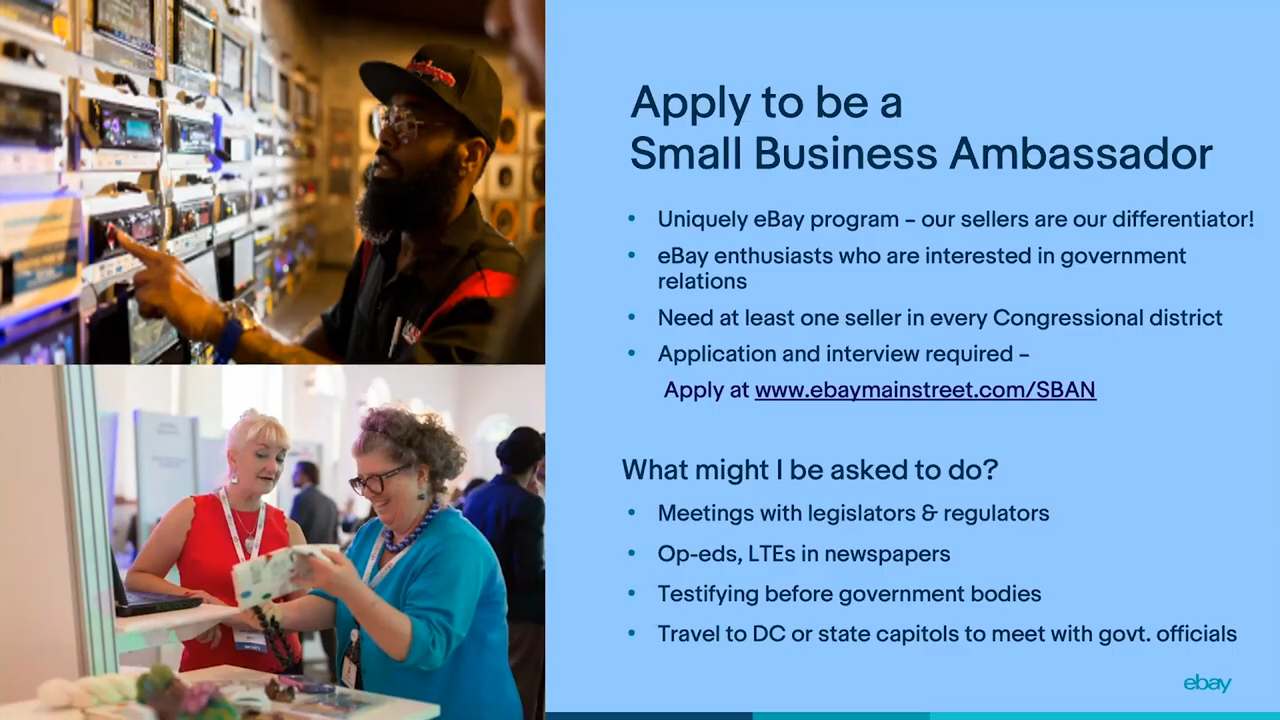 Apply to be a
Small Business Ambassador
• Uniquely eBay program – our sellers are our differentiator!
• eBay enthusiasts who are interested in government
relations
• Need at least one seller in every Congressional district
• Application and interview required –
Apply at www.ebaymainstreet.com/SBAN
What might I be asked to do?
• Meetings with legislators & regulators
• Op-eds, LTEs in newspapers
• Testifying before government bodies
• Travel to DC or state capitols to meet with govt. officials
ebay